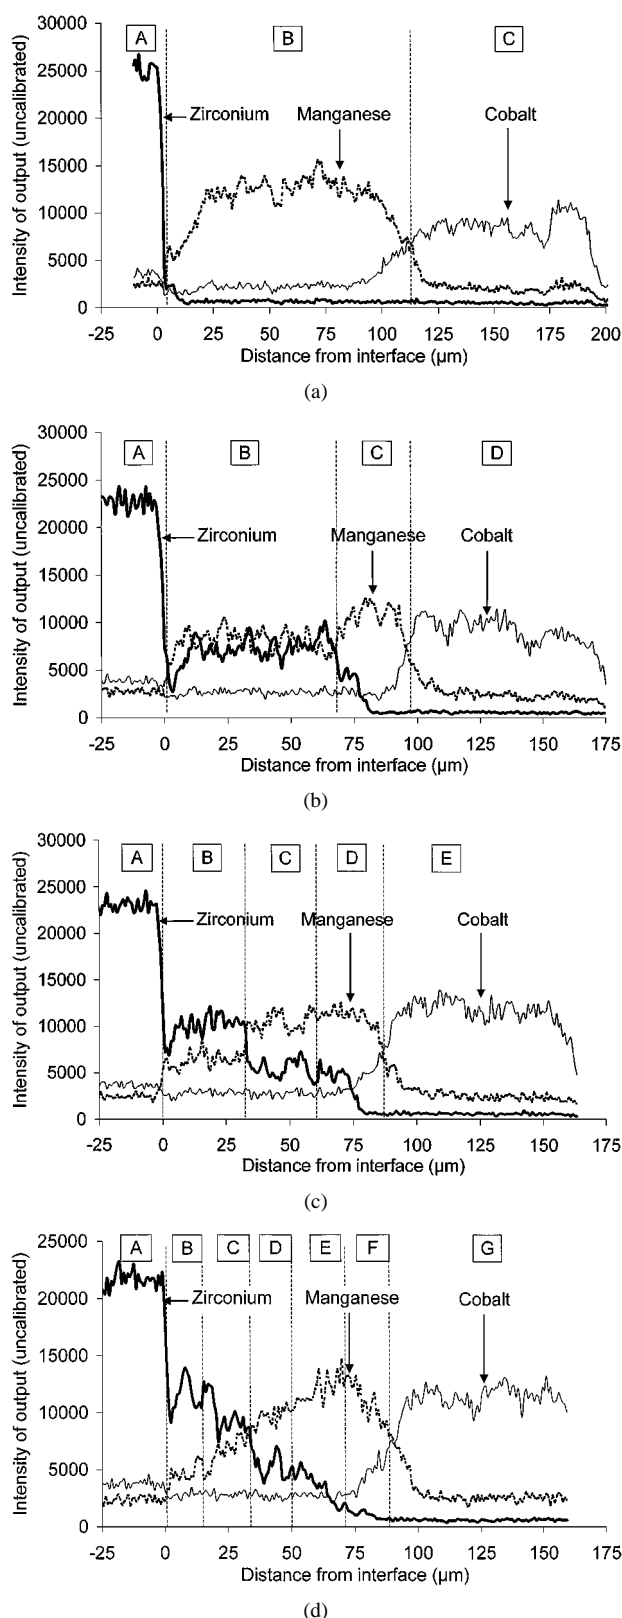 30000
25000
20000
15000
10000
5000
0
Intensity of output (uncalibrated)
A B C
Zirconium Manganese Cobalt
-25 0 25 50 75 100 125 150 175 200
Distance from interface (µm)
(a)
30000
25000
20000
15000
10000
5000
0
Intensity of output (uncalibrated)
A B C D
Zirconium Manganese Cobalt
-25 0 25 50 75 100 125 150 175
Distance from interface (µm)
(b)
30000
25000
20000
15000
10000
5000
0
Intensity of output (uncalibrated)
A B C D E
Zirconium Manganese Cobalt
-25 0 25 50 75 100 125 150 175
Distance from interface (µm)
(c)
25000
20000
15000
10000
5000
0
Intensity of output (uncalibrated)
A B C D E F G
Zirconium Manganese Cobalt
-25 0 25 50 75 100 125 150 175
Distance from interface (µm)
(d)